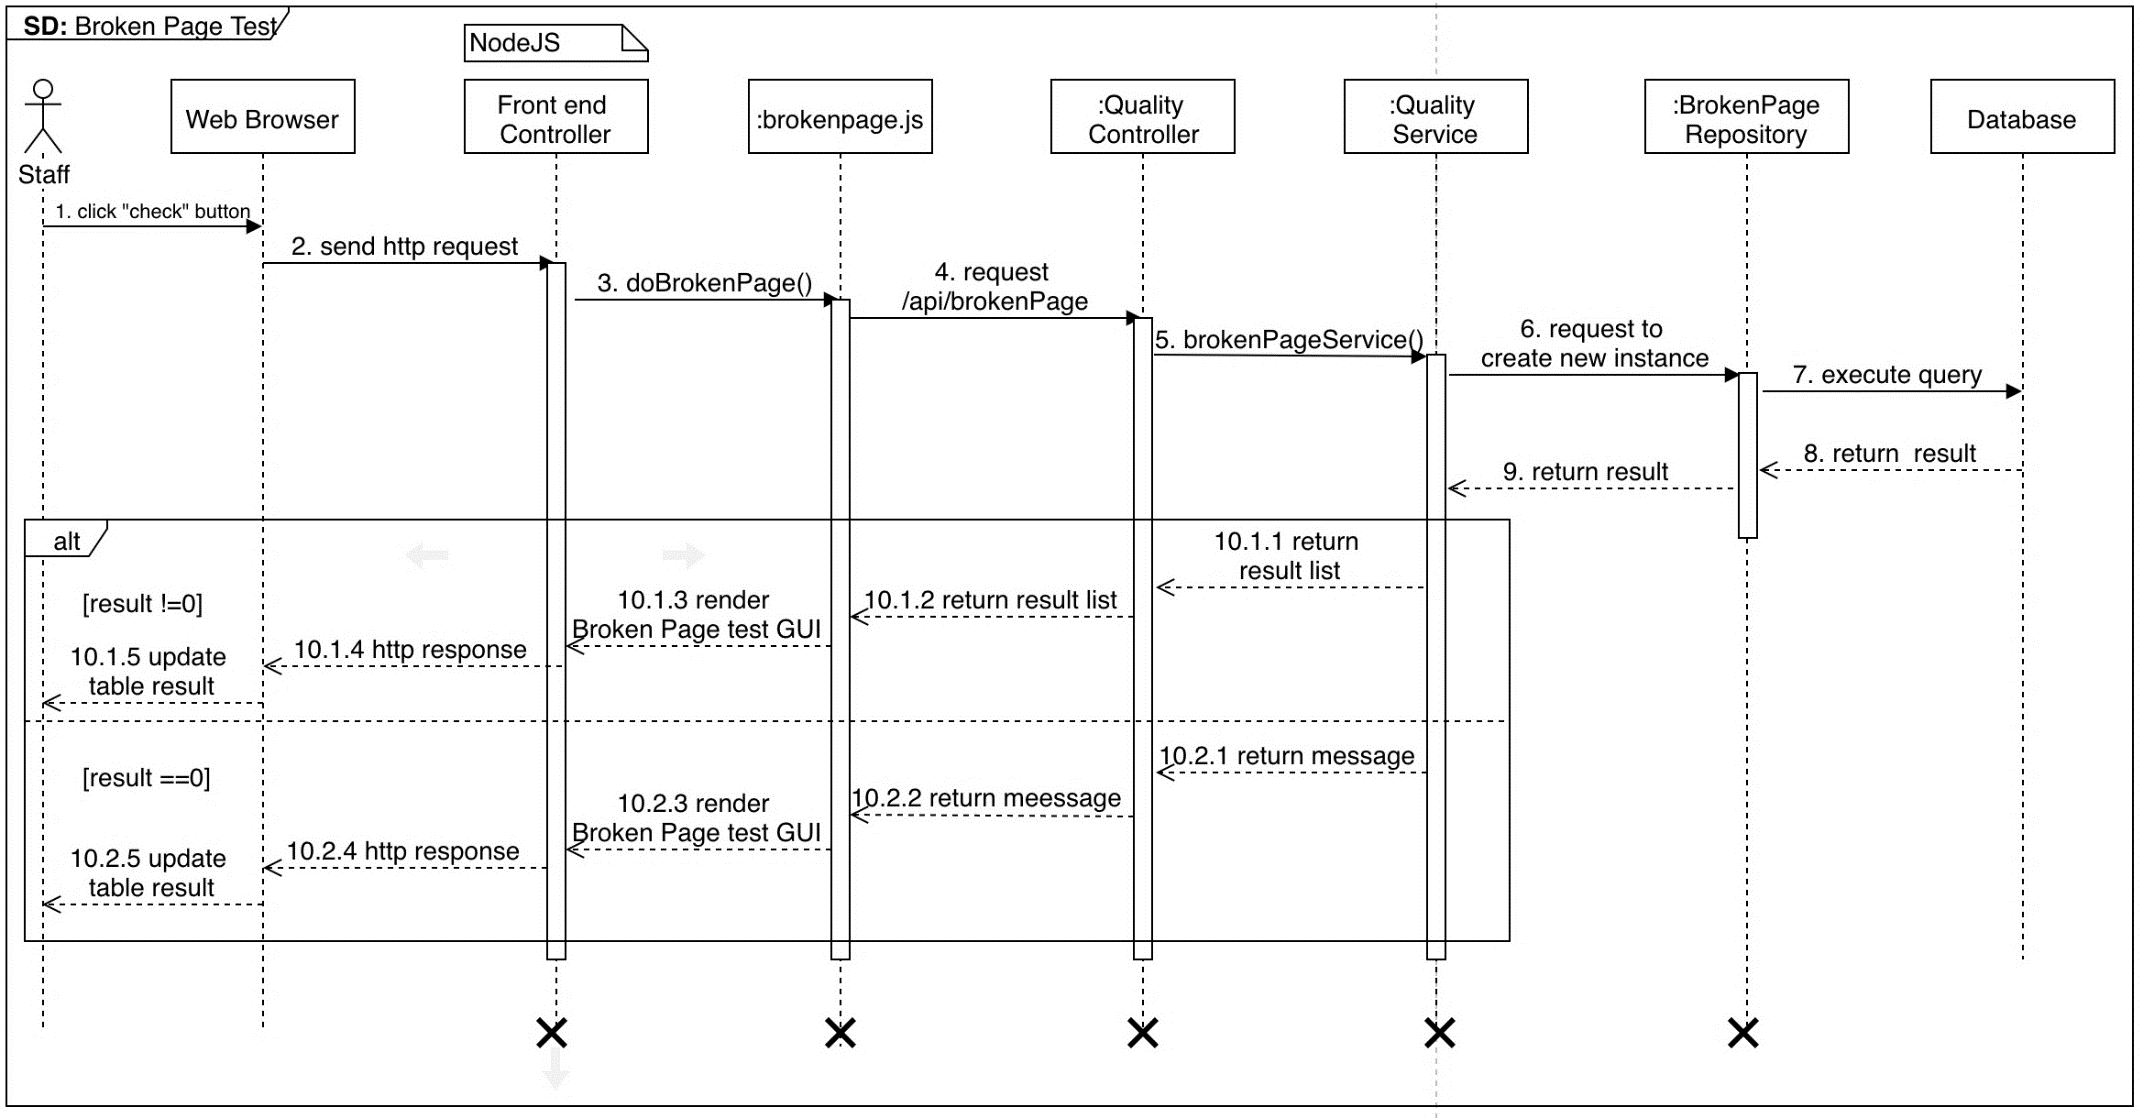 SD: Broken Page Test
NodeJS
Staff
Web Browser
Front end
Controller
:brokenpage.js
:Quality
Controller
:Quality
Service
:BrokenPage
Repository
Database
1. click "check" button
2. send http request
3. doBrokenPage()
4. request
/api/brokenPage
5. brokenPageService()
6. request to
create new instance
7. execute query
8. return  result
9. return result
alt
[result !=0]
10.1.1 return
result list
10.1.2 return result list
10.1.3 render
Broken Page test GUI
10.1.4 http response
10.1.5 update
table result
[result ==0]
10.2.1 return message
10.2.2 return meessage
10.2.3 render
Broken Page test GUI
10.2.4 http response
10.2.5 update
table result